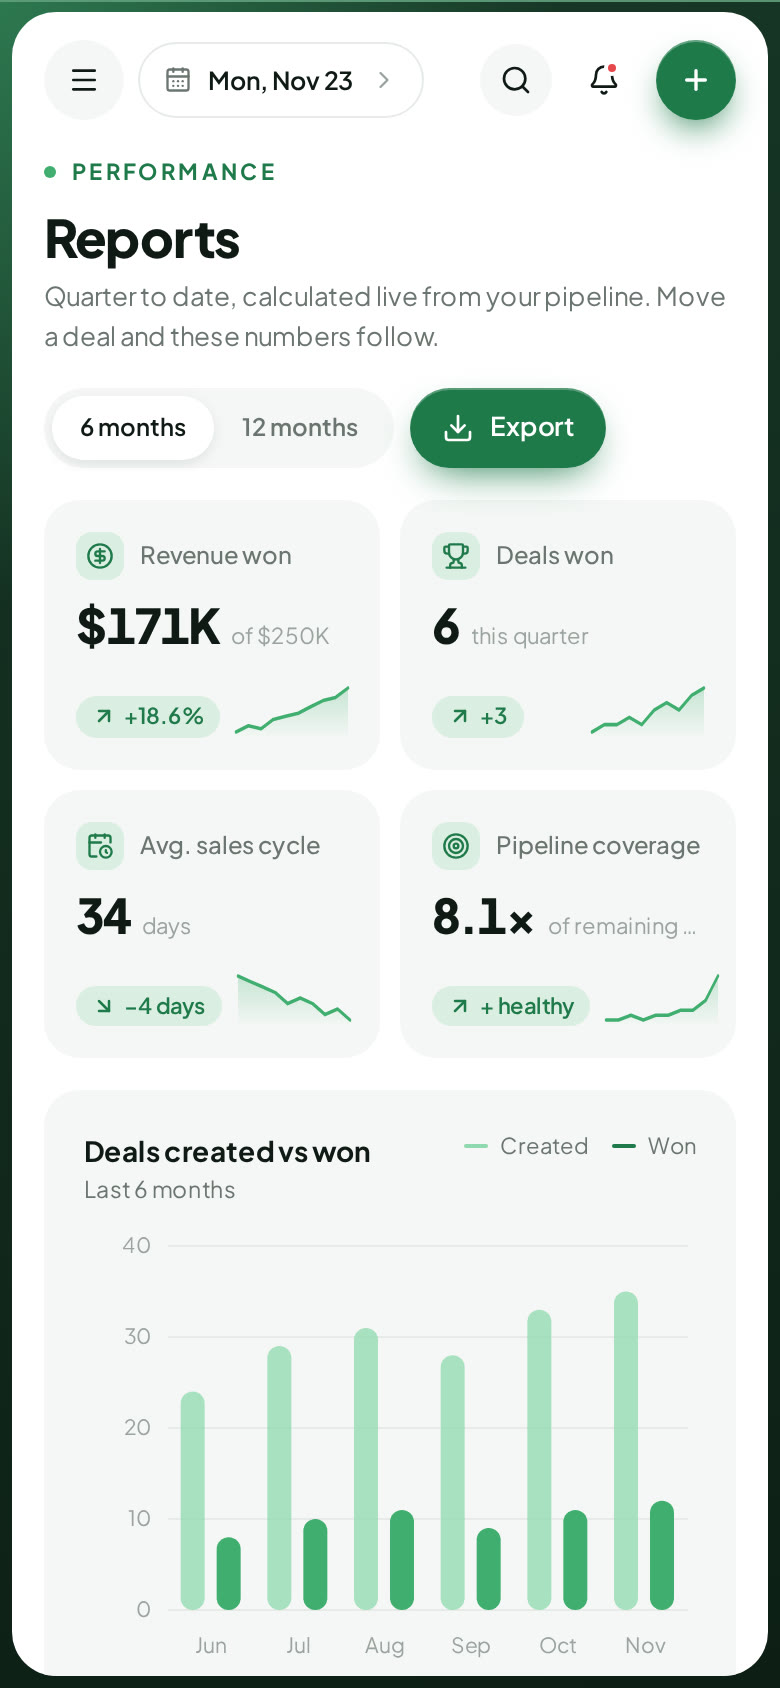 Mon, Nov 23
PERFORMANCE
Reports
Quarter to date, calculated live from your pipeline. Move
a deal and these numbers follow.
6 months
12 months
Export
Revenue won
$171K of $250K
+18.6%
Deals won
6 this quarter
+3
Avg. sales cycle
34 days
−4 days
Pipeline coverage
8.1× of remaining ...
+ healthy
Deals created vs won
Created
Won
Last 6 months
40
30
20
10
0
Jun Jul Aug Sep Oct Nov